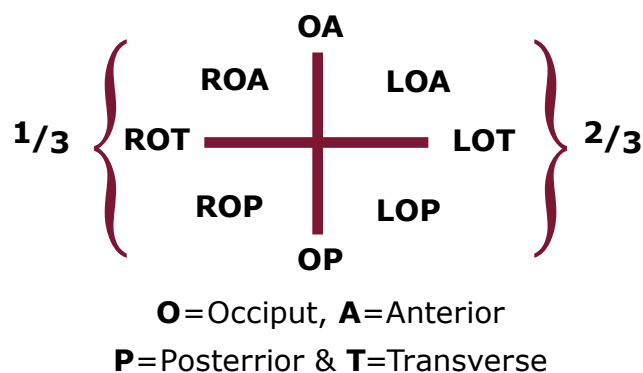 OA
ROA LOA
1/3 ROT LOT 2/3
ROP LOP
OP
O=Occiput, A=Anterior
P=Posterrior & T=Transverse